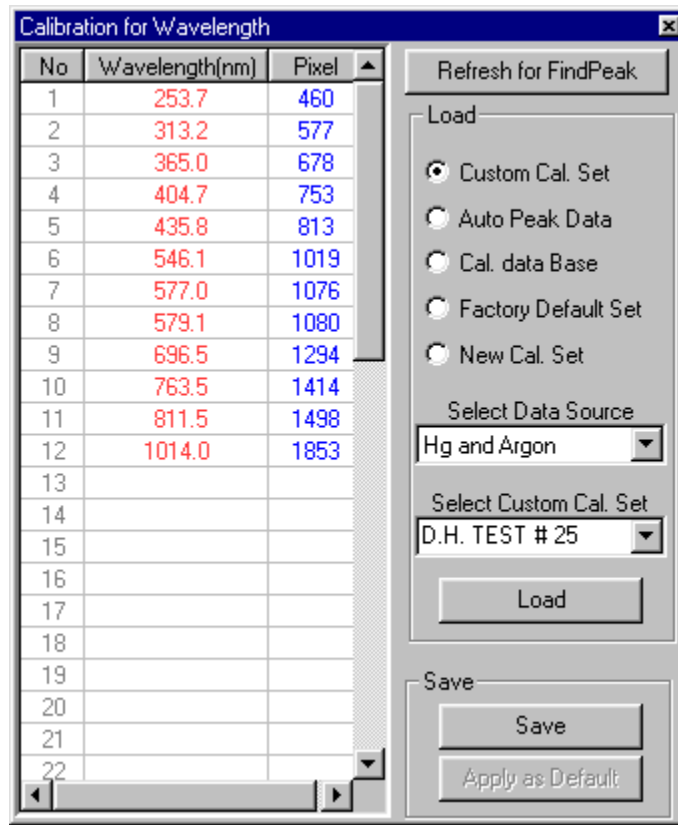 Calibration for Wavelength
No Wavelength(nm) Pixel
1 253.7 460
2 313.2 577
3 365.0 678
4 404.7 753
5 435.8 813
6 546.1 1019
7 577.0 1076
8 579.1 1080
9 696.5 1294
10 763.5 1414
11 811.5 1498
12 1014.0 1853
13
14
15
16
17
18
19
20
21
22
Refresh for FindPeak
Load
Custom Cal. Set
Auto Peak Data
Cal. data Base
Factory Default Set
New Cal. Set
Select Data Source
Hg and Argon
Select Custom Cal. Set
D.H. TEST # 25
Load
Save
Save
Apply as Default